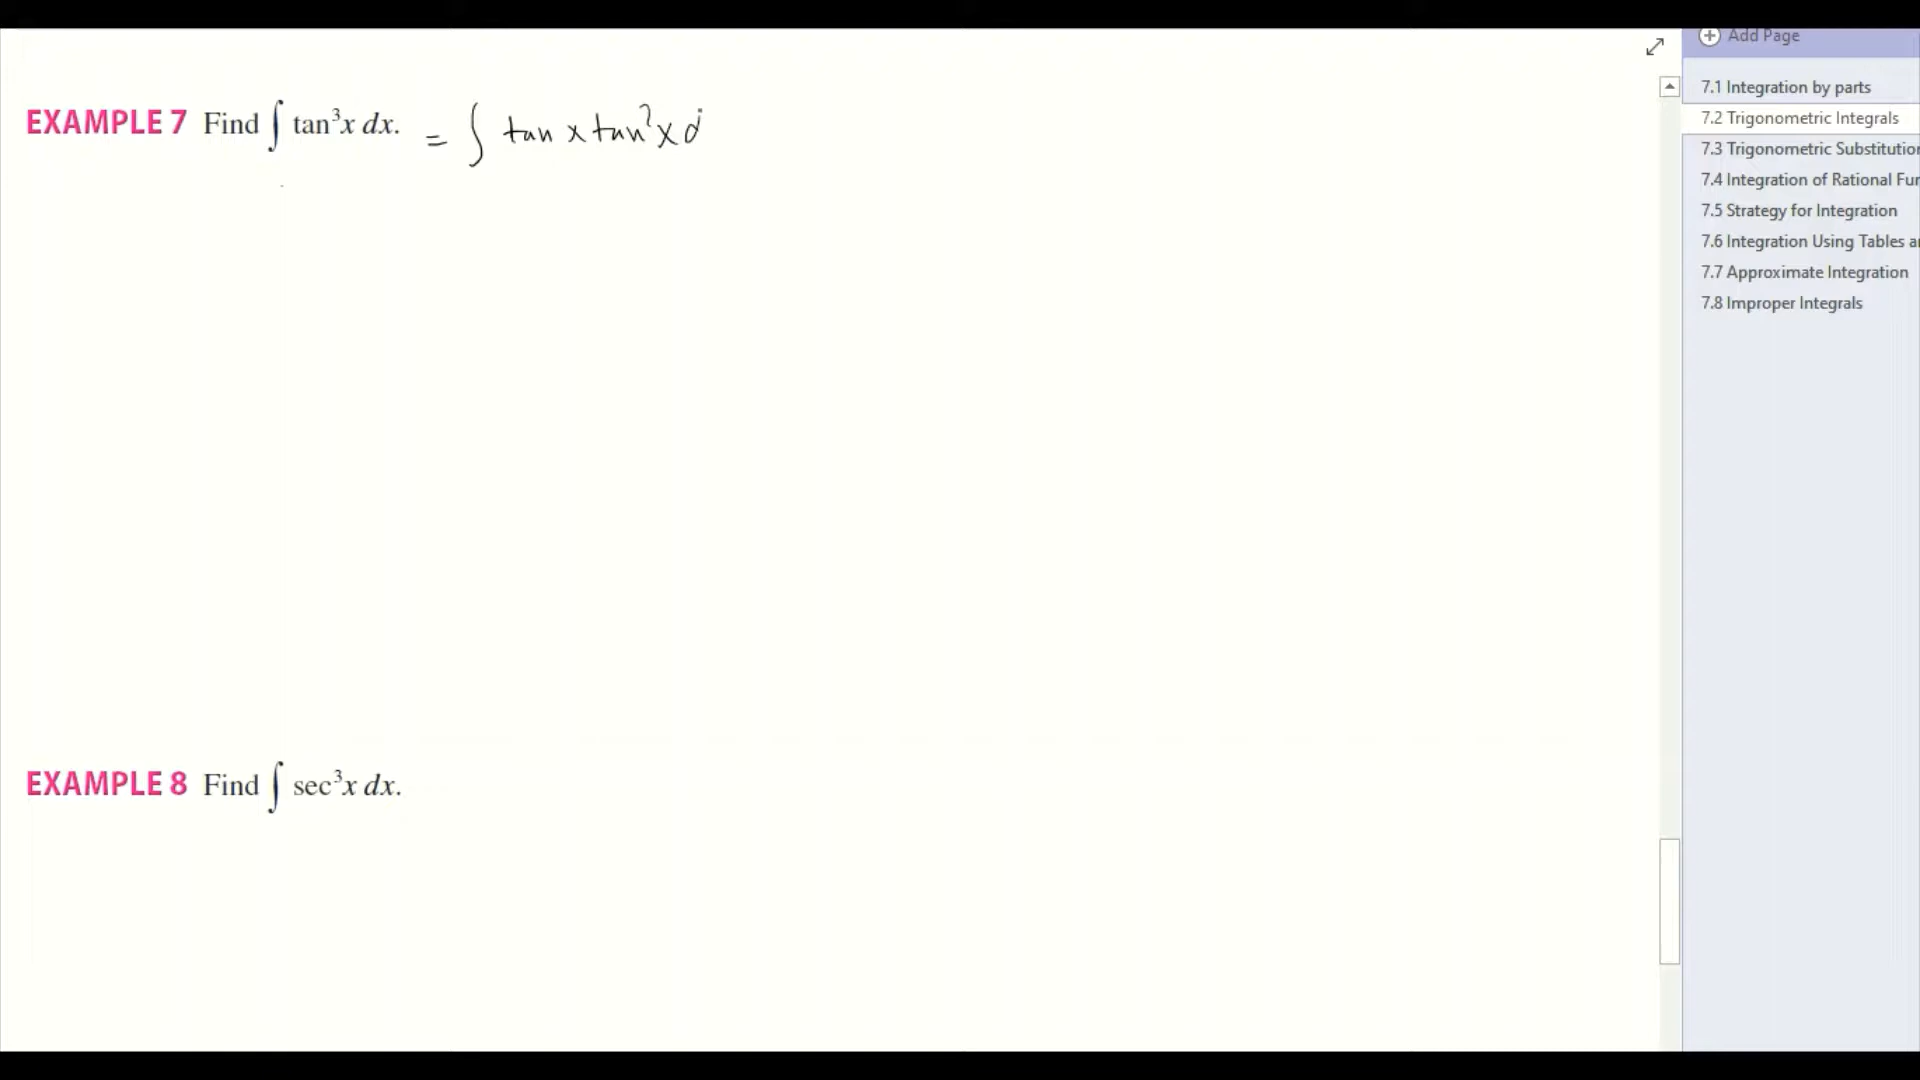 Add Page
7.1 Integration by parts
EXAMPLE 7 Find ∫ tan³x dx. = ∫ tan x tan²x d
7.2 Trigonometric Integrals
7.3 Trigonometric Substitution
7.4 Integration of Rational Fun
7.5 Strategy for Integration
7.6 Integration Using Tables a
7.7 Approximate Integration
7.8 Improper Integrals
EXAMPLE 8 Find ∫ sec³x dx.